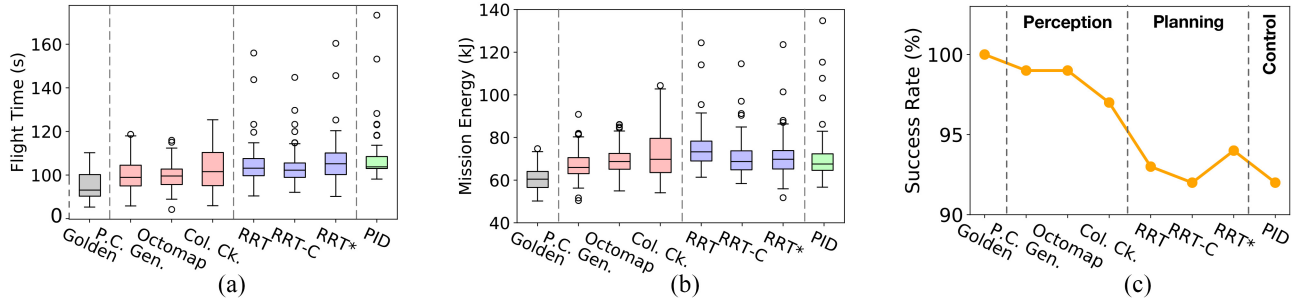 Flight Time (s)
160
140
120
100
0
Golden
P.C. Gen.
Octomap
Col. Ck.
RRT
RRT-C
RRT*
PID
(a)
Mission Energy (kJ)
140
120
100
80
60
40
Golden
P.C. Gen.
Octomap
Col. Ck.
RRT
RRT-C
RRT*
PID
(b)
Success Rate (%)
100
95
90
Perception
Planning
Control
Golden
P.C. Gen.
Octomap
Col. Ck.
RRT
RRT-C
RRT*
PID
(c)